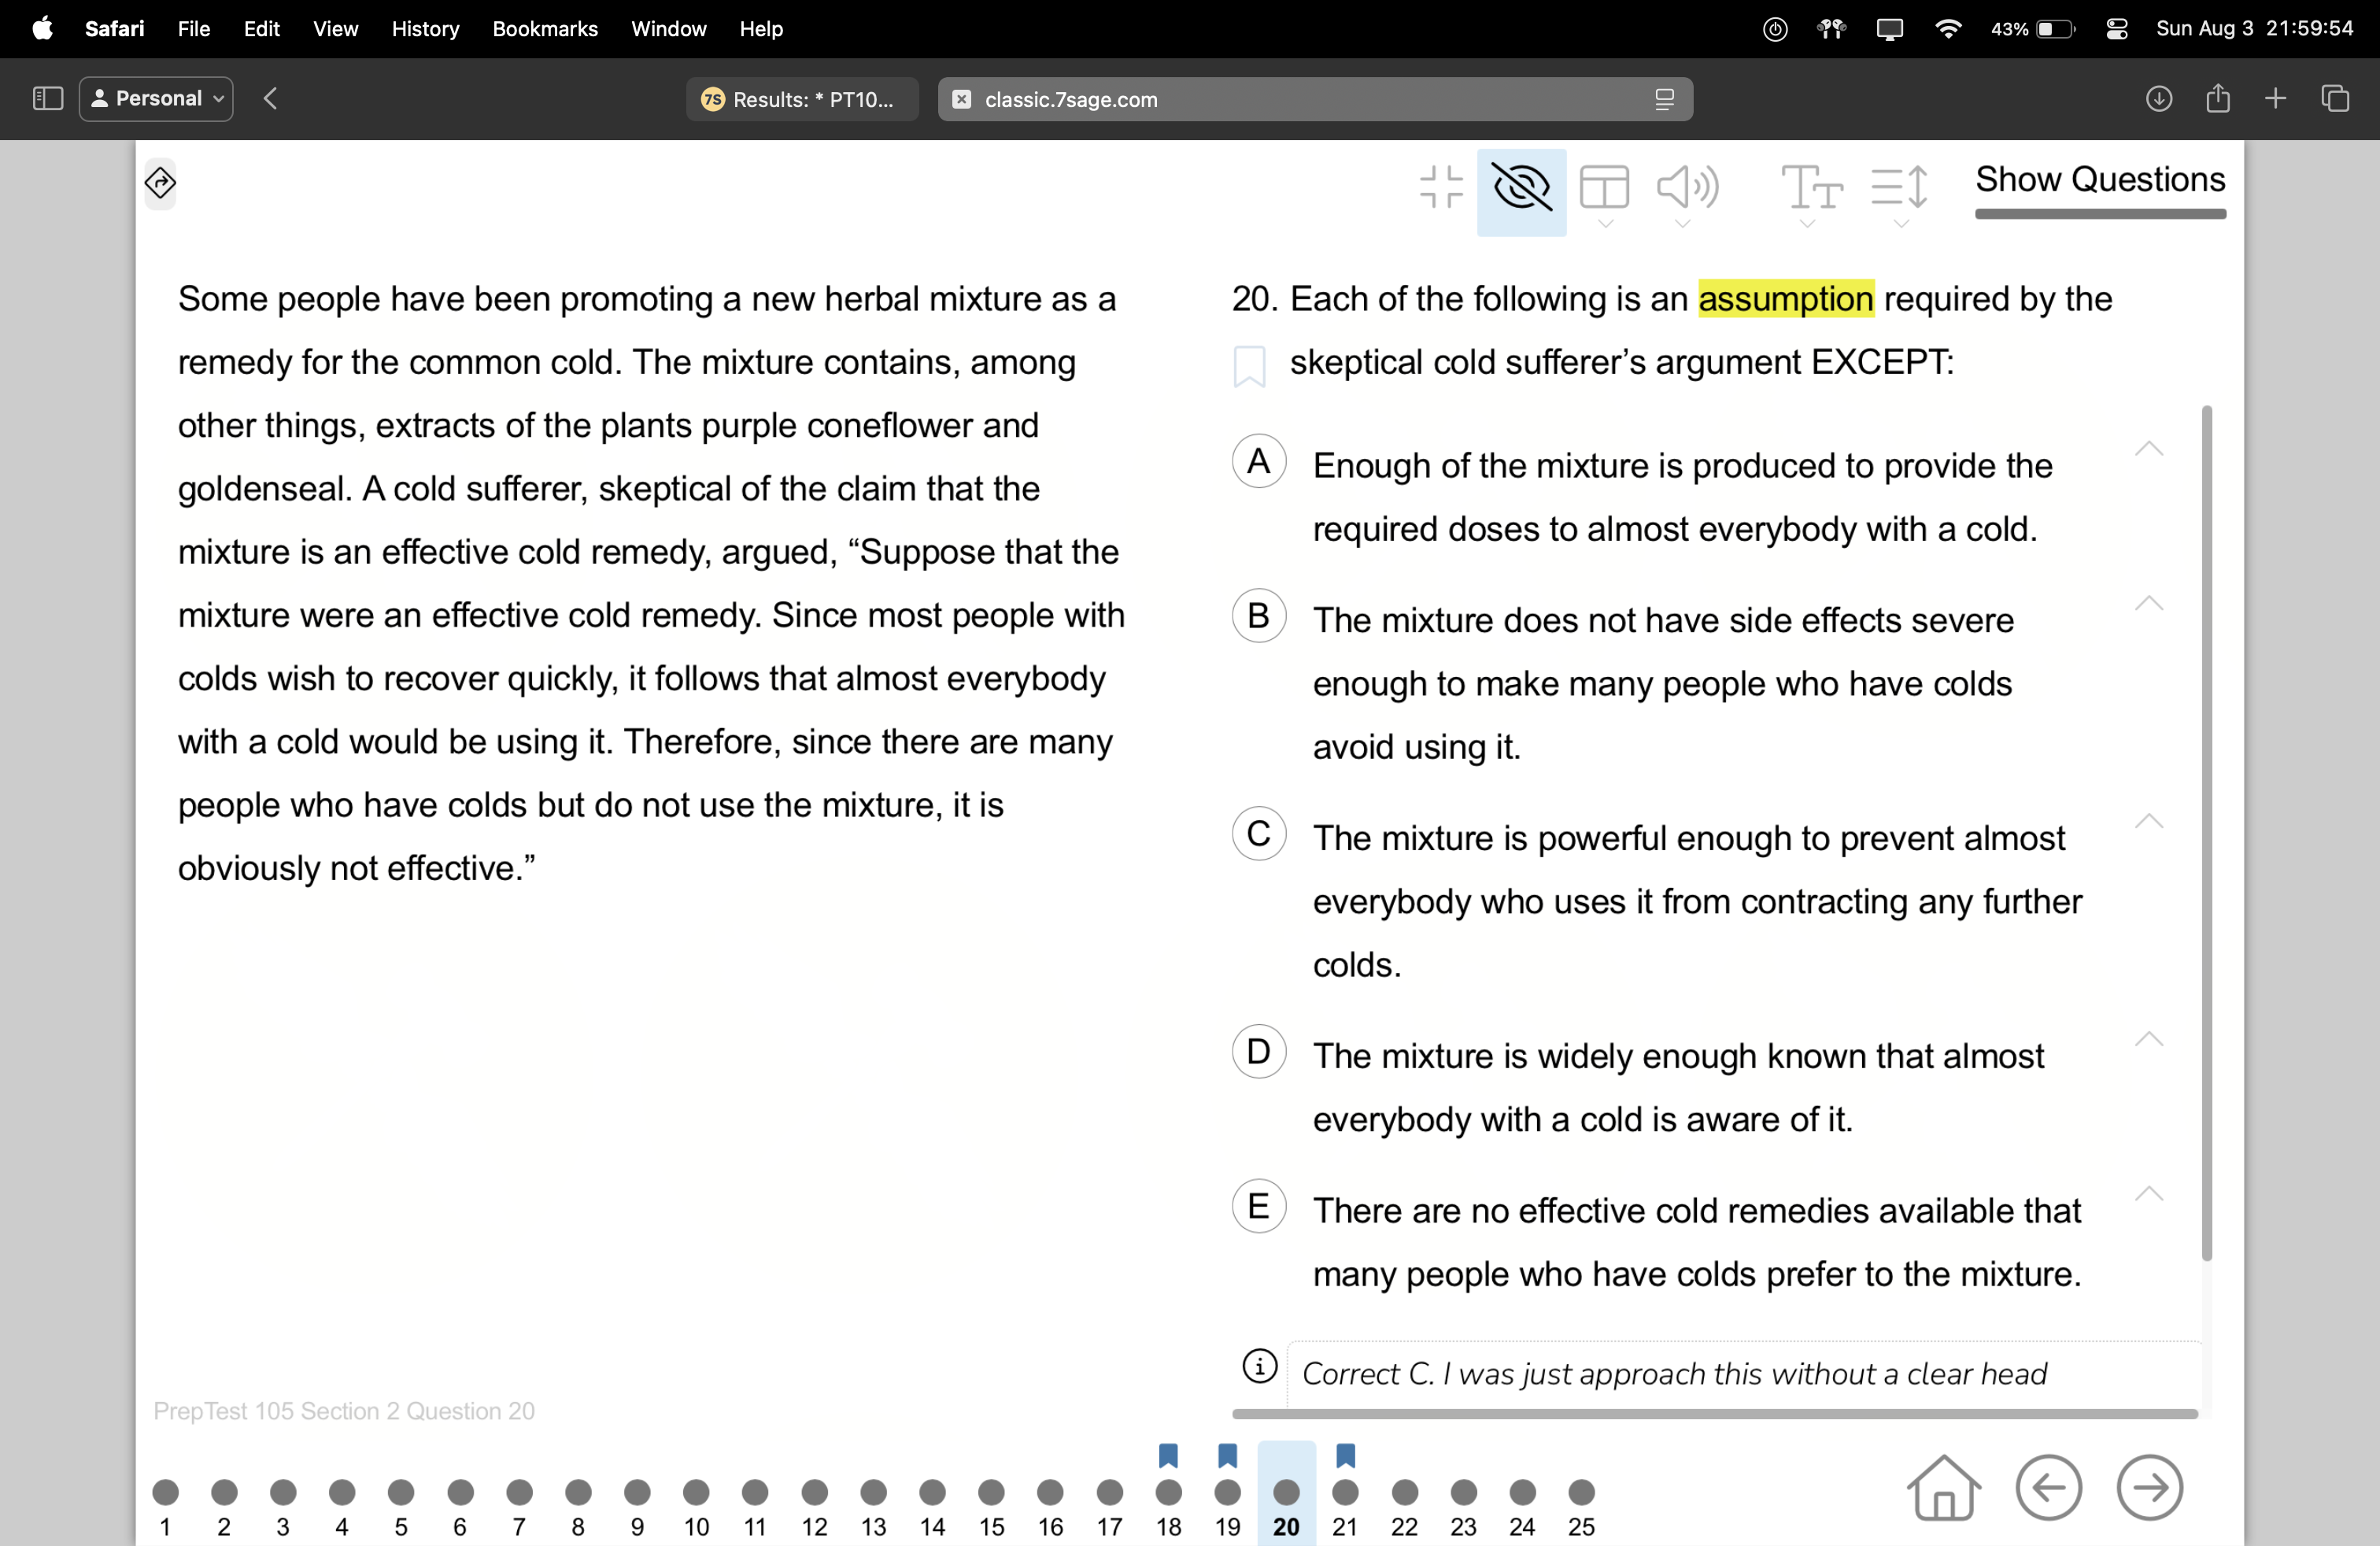 Safari File Edit View History Bookmarks Window Help 43% Sun Aug 3 21:59:54
Personal 7S Results: * PT10... classic.7sage.com
Show Questions
Some people have been promoting a new herbal mixture as a
remedy for the common cold. The mixture contains, among
other things, extracts of the plants purple coneflower and
goldenseal. A cold sufferer, skeptical of the claim that the
mixture is an effective cold remedy, argued, “Suppose that the
mixture were an effective cold remedy. Since most people with
colds wish to recover quickly, it follows that almost everybody
with a cold would be using it. Therefore, since there are many
people who have colds but do not use the mixture, it is
obviously not effective.”
PrepTest 105 Section 2 Question 20
20. Each of the following is an assumption required by the
skeptical cold sufferer’s argument EXCEPT:
A Enough of the mixture is produced to provide the
required doses to almost everybody with a cold.
B The mixture does not have side effects severe
enough to make many people who have colds
avoid using it.
C The mixture is powerful enough to prevent almost
everybody who uses it from contracting any further
colds.
D The mixture is widely enough known that almost
everybody with a cold is aware of it.
E There are no effective cold remedies available that
many people who have colds prefer to the mixture.
Correct C. I was just approach this without a clear head
1 2 3 4 5 6 7 8 9 10 11 12 13 14 15 16 17 18 19 20 21 22 23 24 25